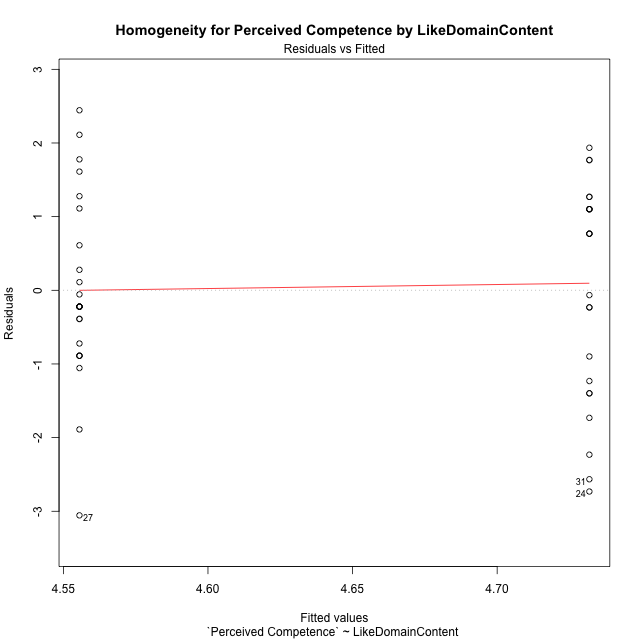 Homogeneity for Perceived Competence by LikeDomainContent
Residuals vs Fitted
3
2
1
0
-1
-2
-3
Residuals
27
31
24
4.55 4.60 4.65 4.70
Fitted values
`Perceived Competence` ~ LikeDomainContent